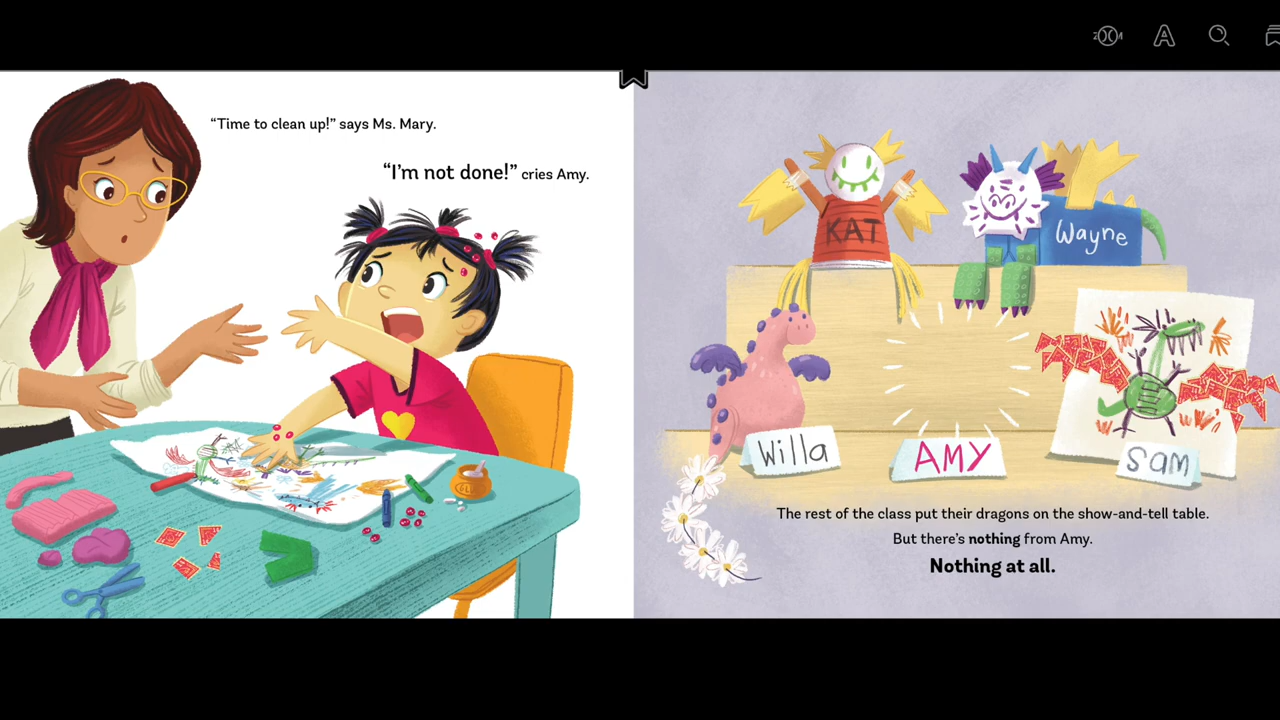 “Time to clean up!” says Ms. Mary.
“I’m not done!” cries Amy.
KAT
Wayne
Willa
AMY
Sam
The rest of the class put their dragons on the show-and-tell table.
But there’s nothing from Amy.
Nothing at all.